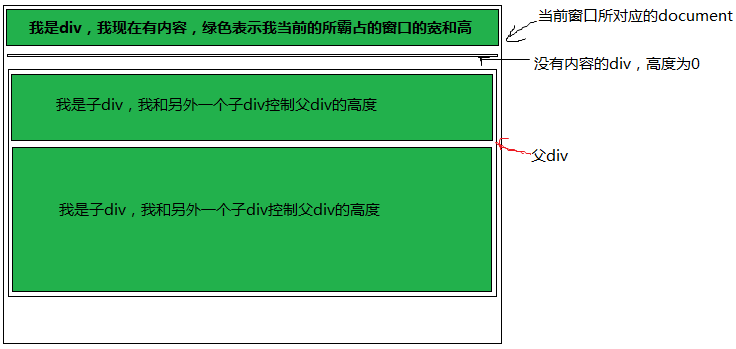 我是div，我现在有内容，绿色表示我当前的所霸占的窗口的宽和高
当前窗口所对应的document
没有内容的div，高度为0
我是子div，我和另外一个子div控制父div的高度
父div
我是子div，我和另外一个子div控制父div的高度